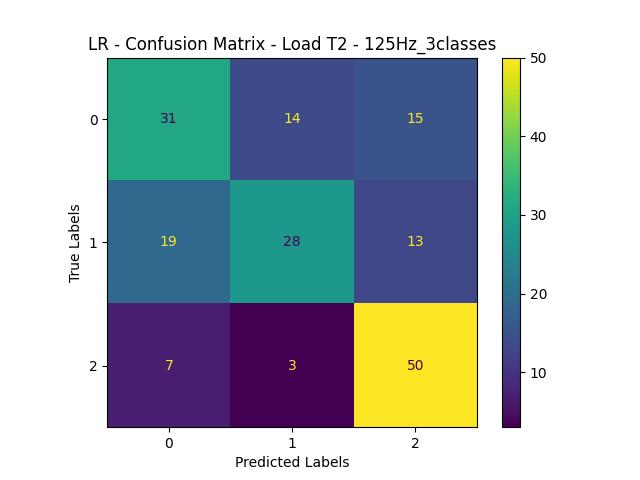 LR - Confusion Matrix - Load T2 - 125Hz_3classes
50
0 31 14 15
40
30
1 19 28 13
20
2 7 3 50
10
0 1 2
True Labels
Predicted Labels